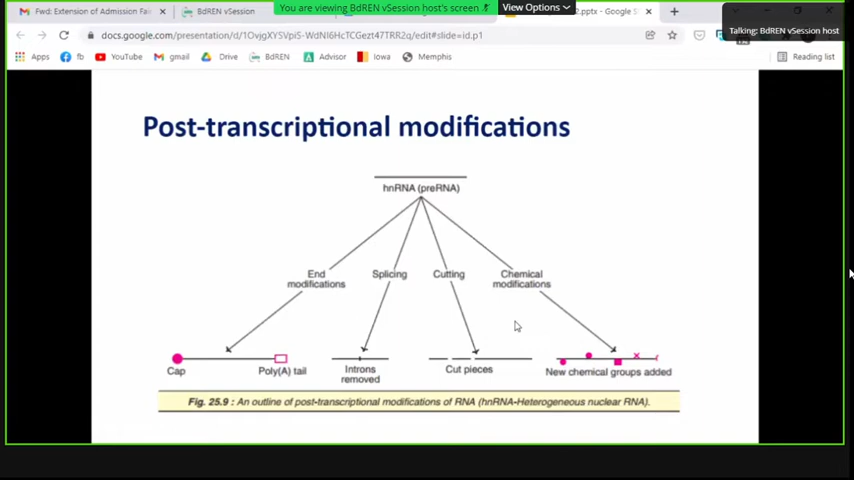 You are viewing BdREN vSession host's screen
View Options
Fwd: Extension of Admission Fai
BdREN vSession
2.pptx - Google S
Talking: BdREN vSession host
docs.google.com/presentation/d/1OvjgXYSVpiS-WdNI6HcTCGezt47TRR2q/edit#slide=id.p1
Apps
fb
YouTube
gmail
Drive
BdREN
Advisor
Iowa
Memphis
Reading list
Post-transcriptional modifications
hnRNA (preRNA)
End
modifications
Splicing
Cutting
Chemical
modifications
Cap
Poly(A) tail
Introns
removed
Cut pieces
New chemical groups added
Fig. 25.9 : An outline of post-transcriptional modifications of RNA (hnRNA-Heterogeneous nuclear RNA).